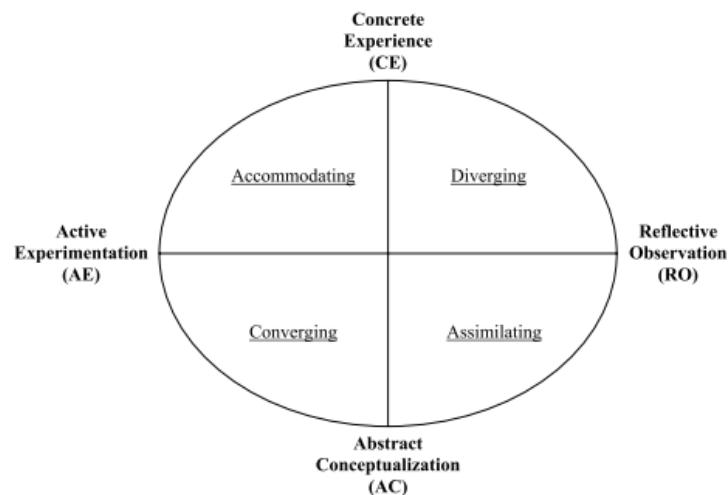 Concrete
Experience
(CE)
Accommodating
Diverging
Active
Experimentation
(AE)
Reflective
Observation
(RO)
Converging
Assimilating
Abstract
Conceptualization
(AC)